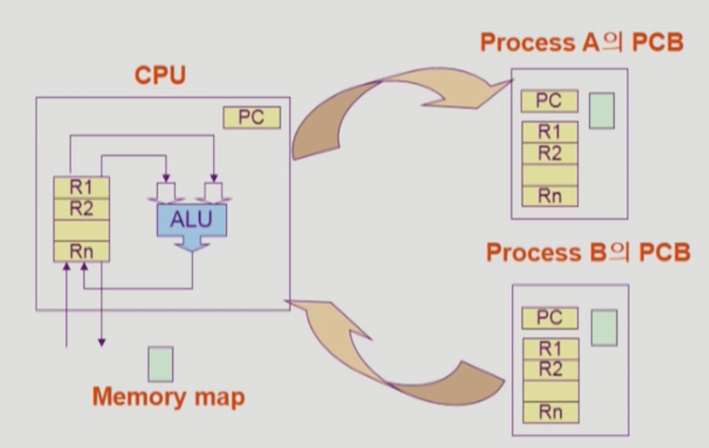 CPU
PC
R1
R2
Rn
ALU
Memory map
Process A의 PCB
PC
R1
R2
Rn
Process B의 PCB
PC
R1
R2
Rn